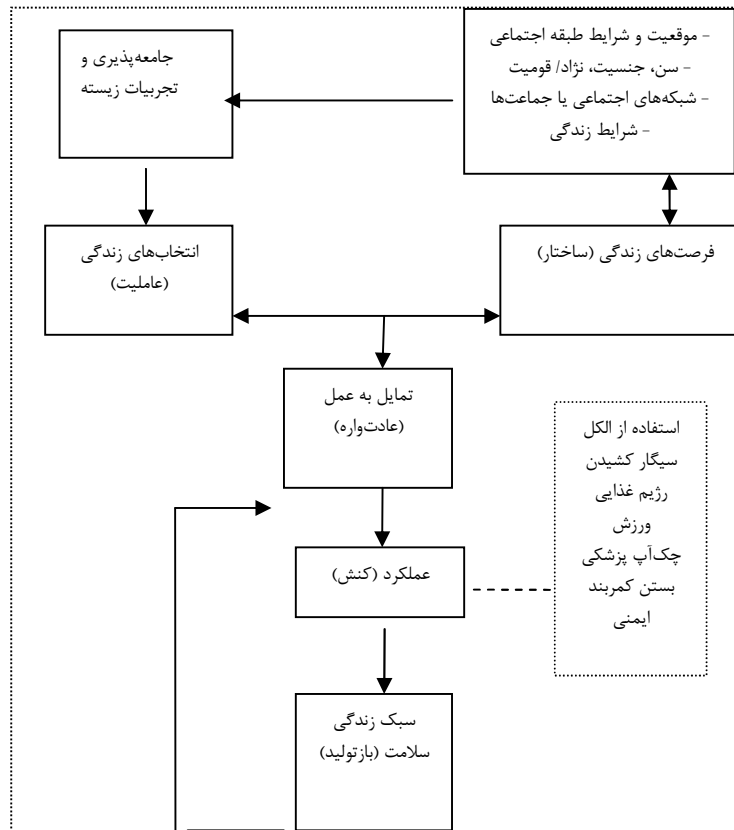 - موقعیت و شرایط طبقه اجتماعی
- سن، جنسیت، نژاد/ قومیت
- شبکه‌های اجتماعی یا جماعت‌ها
- شرایط زندگی
جامعه‌پذیری و
تجربیات زیسته
فرصت‌های زندگی (ساختار)
انتخاب‌های زندگی
(عاملیت)
تمایل به عمل
(عادت‌واره)
عملکرد (کنش)
استفاده از الکل
سیگار کشیدن
رژیم غذایی
ورزش
چک‌آپ پزشکی
بستن کمربند
ایمنی
سبک زندگی
سلامت (بازتولید)